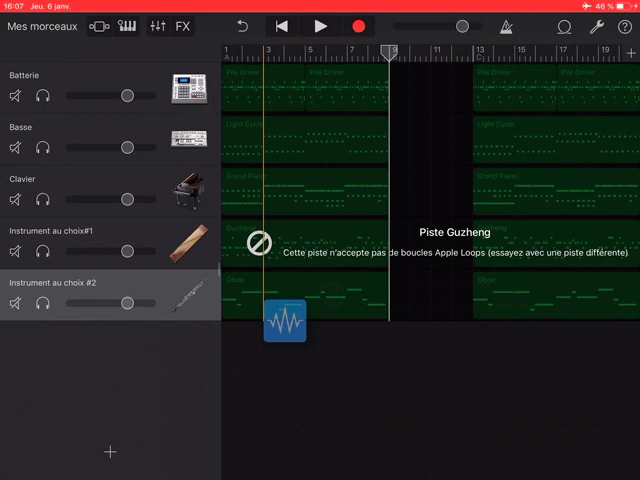 16:07 Jeu. 6 janv.
46 %
Mes morceaux
FX
1 3 5 7 9 11 13 15 17 19
C
Batterie
Pile Driver Pile Driver Pile Driver Pile Driver
Basse
Light Cycle Light Cycle
Clavier
Grand Piano Grand Piano
Instrument au choix#1
Piste Guzheng
Cette piste n'accepte pas de boucles Apple Loops (essayez avec une piste différente)
Instrument au choix #2
Oboe Oboe